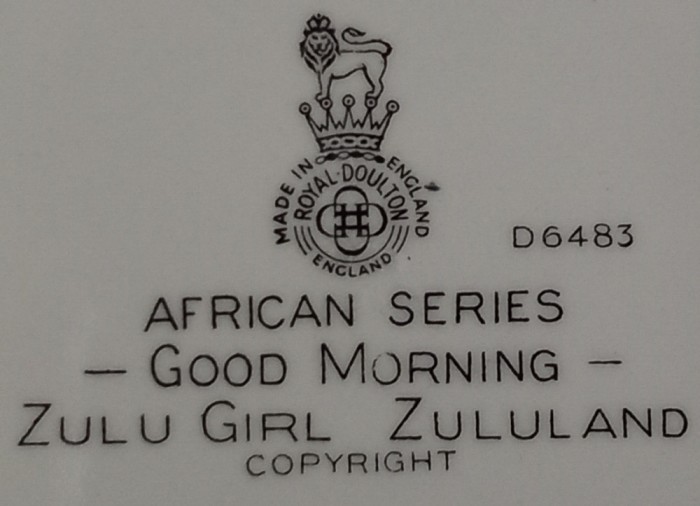 MADE IN ENGLAND
ROYAL·DOULTON
ENGLAND
D6483
AFRICAN SERIES
— GOOD MORNING —
ZULU GIRL ZULULAND
COPYRIGHT